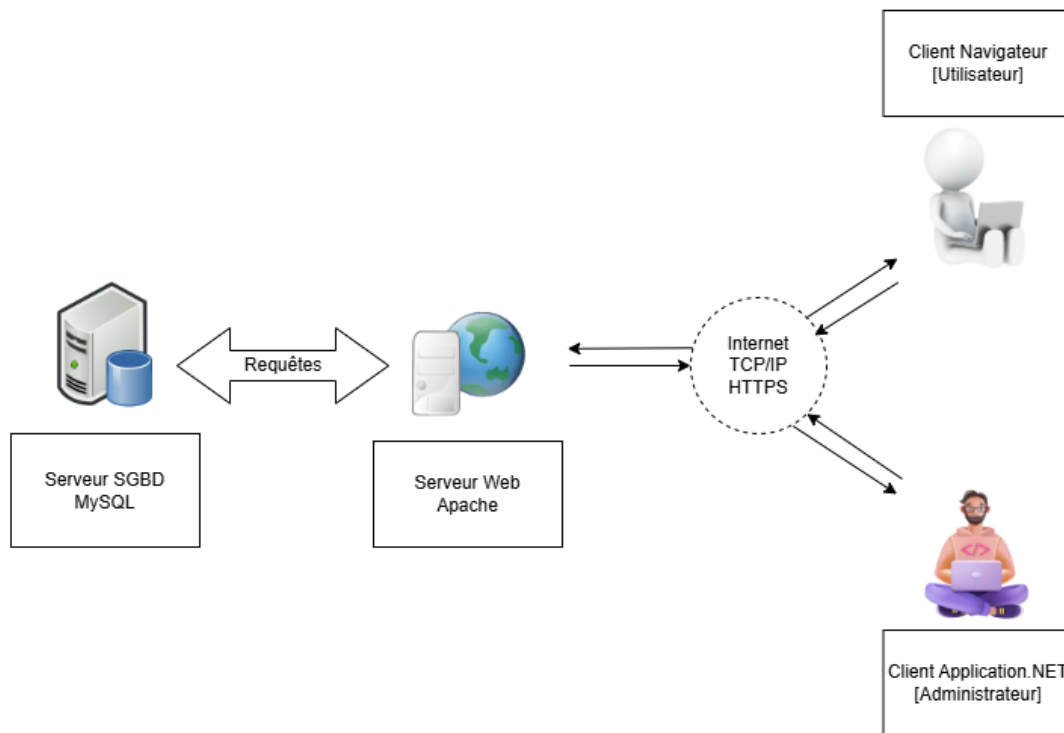 Client Navigateur
[Utilisateur]
Requêtes
Internet
TCP/IP
HTTPS
Serveur SGBD
MySQL
Serveur Web
Apache
Client Application.NET
[Administrateur]